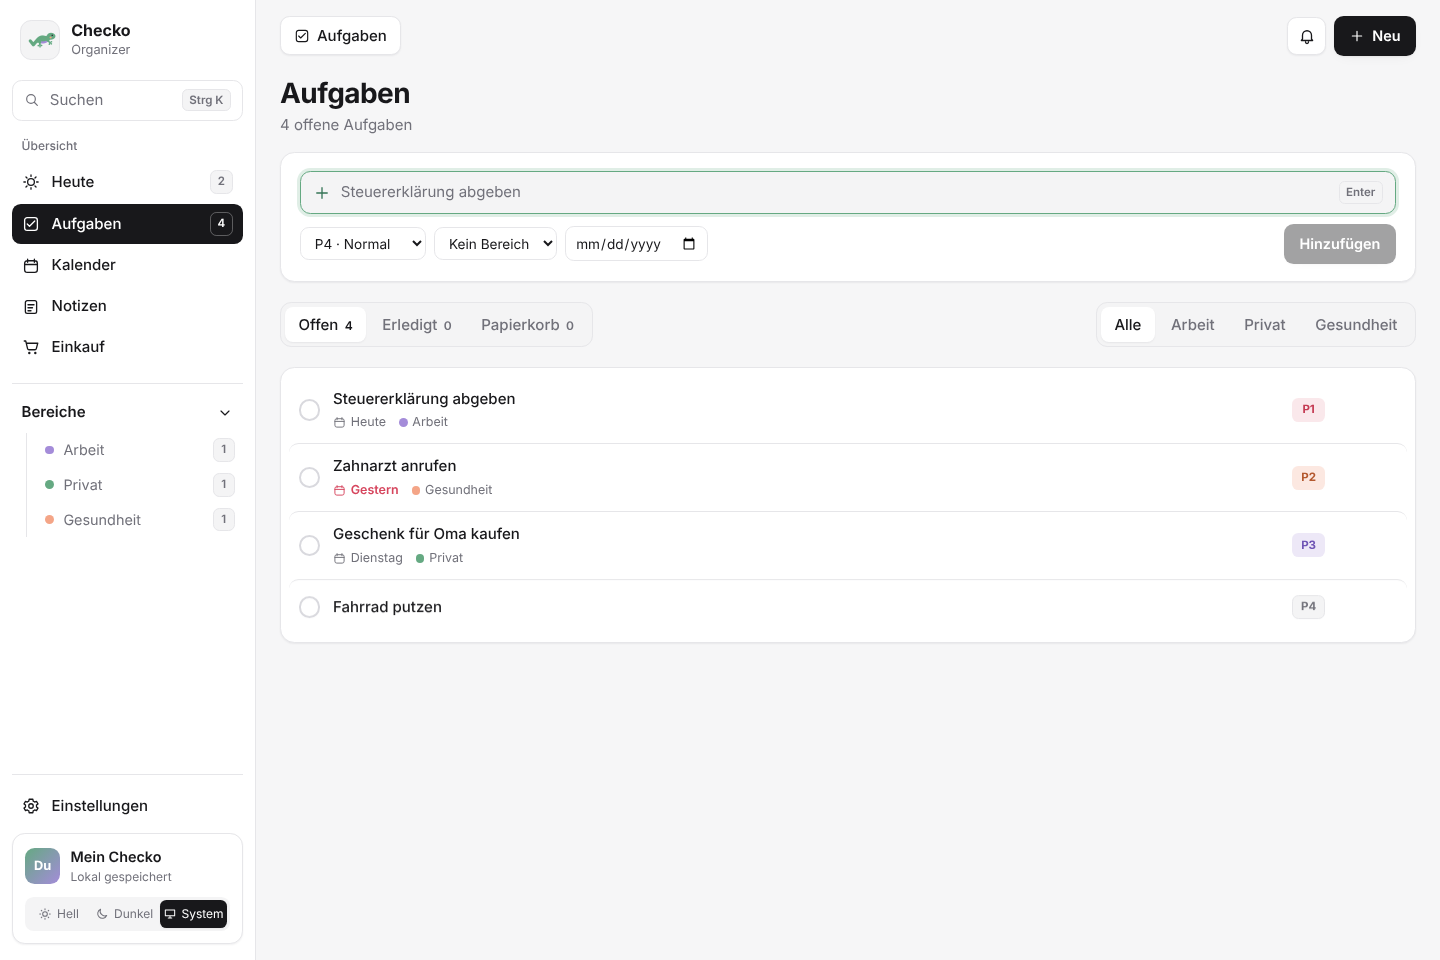 Checko
Organizer
Suchen
Strg K
Übersicht
Heute 2
Aufgaben 4
Kalender
Notizen
Einkauf
Bereiche
Arbeit 1
Privat 1
Gesundheit 1
Einstellungen
Du
Mein Checko
Lokal gespeichert
Hell Dunkel System
Aufgaben
Neu
Aufgaben
4 offene Aufgaben
Steuererklärung abgeben
Enter
P4 · Normal Kein Bereich mm/dd/yyyy Hinzufügen
Offen 4 Erledigt 0 Papierkorb 0
Alle Arbeit Privat Gesundheit
Steuererklärung abgeben
Heute Arbeit
P1
Zahnarzt anrufen
Gestern Gesundheit
P2
Geschenk für Oma kaufen
Dienstag Privat
P3
Fahrrad putzen
P4